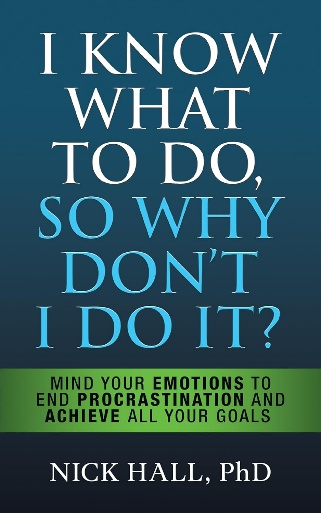 I KNOW
WHAT
TO DO,
SO WHY
DON'T
I DO IT?
MIND YOUR EMOTIONS TO
END PROCRASTINATION AND
ACHIEVE ALL YOUR GOALS
NICK HALL, PhD